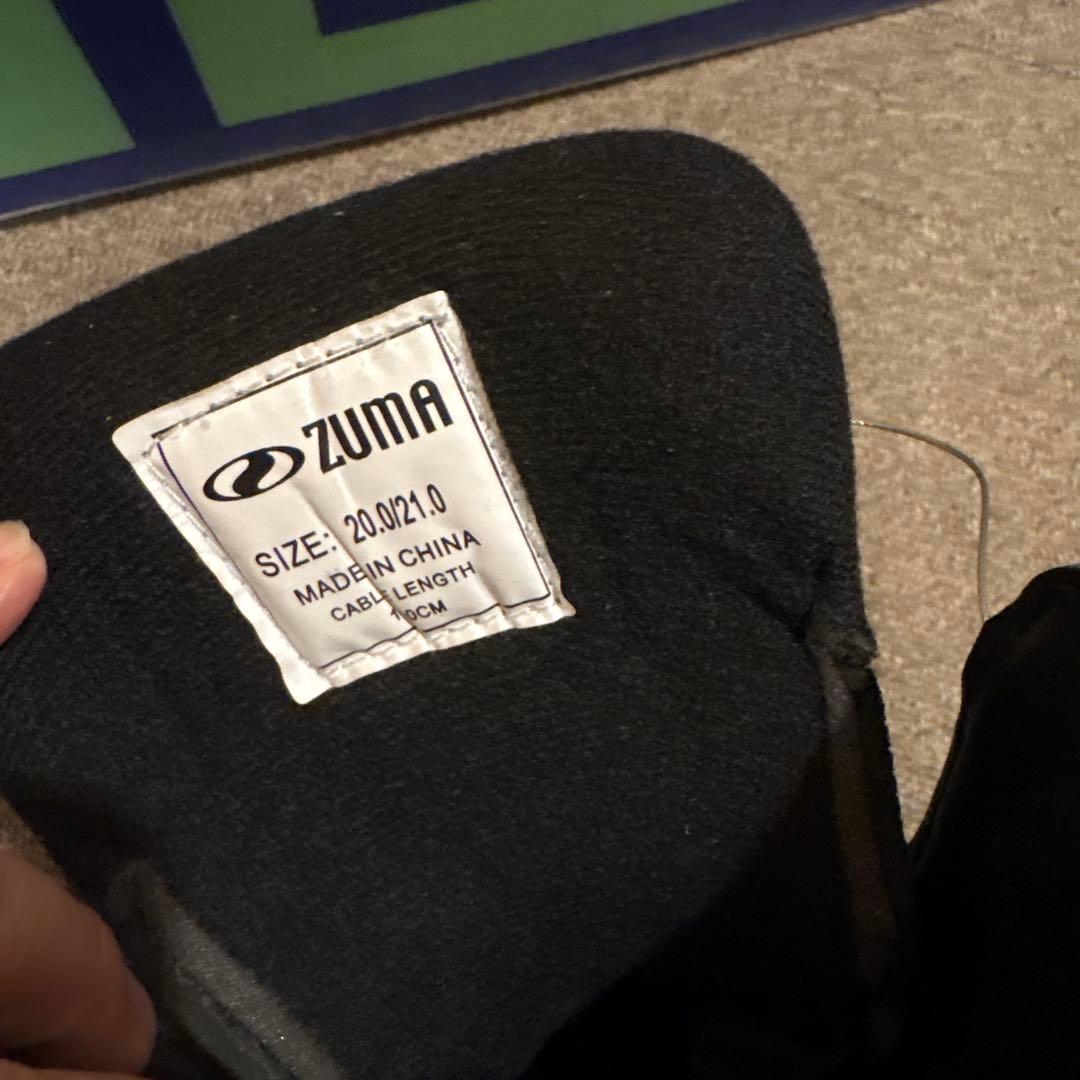 ZUMA
SIZE: 20.0/21.0
MADE IN CHINA
CABLE LENGTH